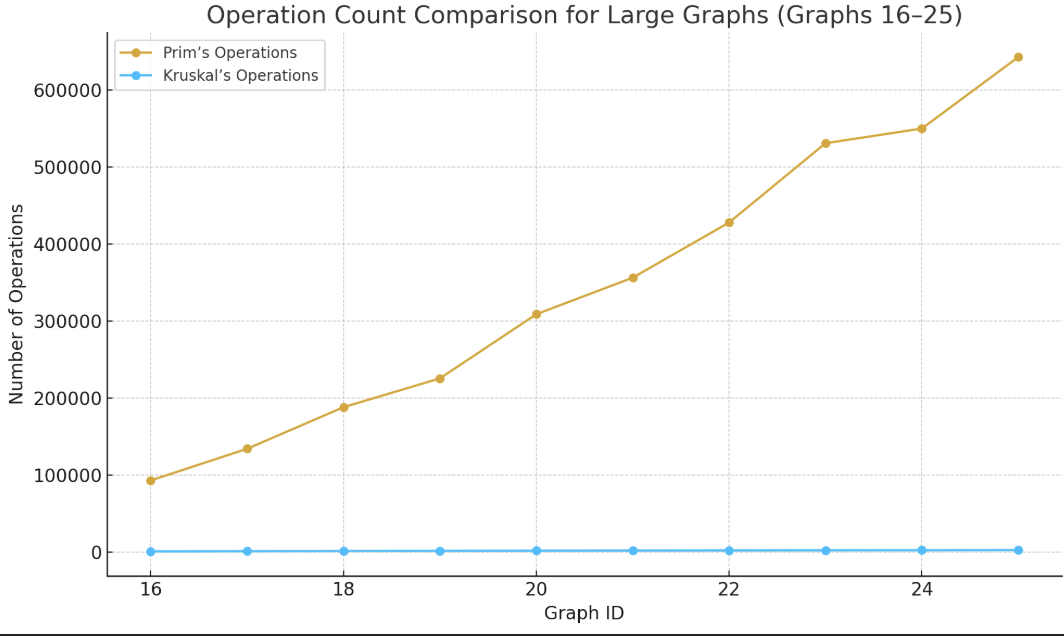 Operation Count Comparison for Large Graphs (Graphs 16–25)
Prim’s Operations
Kruskal’s Operations
Number of Operations
600000
500000
400000
300000
200000
100000
0
16 18 20 22 24
Graph ID